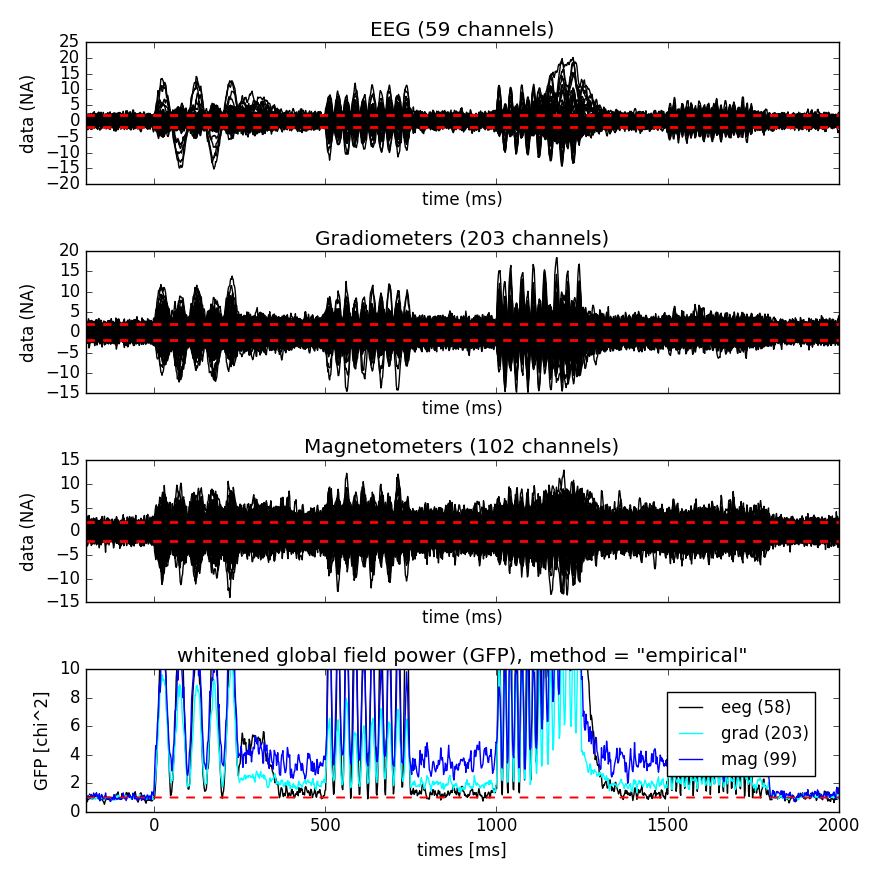 EEG (59 channels)
25
20
15
10
5
0
−5
−10
−15
−20
data (NA)
time (ms)
Gradiometers (203 channels)
20
15
10
5
0
−5
−10
−15
data (NA)
time (ms)
Magnetometers (102 channels)
15
10
5
0
−5
−10
−15
data (NA)
time (ms)
whitened global field power (GFP), method = "empirical"
10
8
6
4
2
0
GFP [chi^2]
eeg (58)
grad (203)
mag (99)
0 500 1000 1500 2000
times [ms]